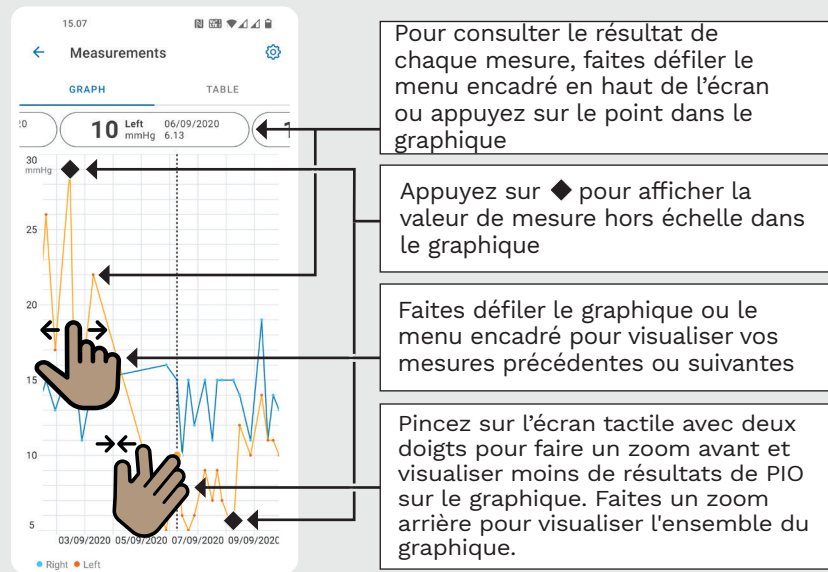 15.07
← Measurements
GRAPH TABLE
20 10 Left mmHg 06/09/2020 6.13 1
30
mmHg
25
20
15
10
5
03/09/2020 05/09/2020 07/09/2020 09/09/202
Right Left
Pour consulter le résultat de
chaque mesure, faites défiler le
menu encadré en haut de l’écran
ou appuyez sur le point dans le
graphique
Appuyez sur ◆ pour afficher la
valeur de mesure hors échelle dans
le graphique
Faites défiler le graphique ou le
menu encadré pour visualiser vos
mesures précédentes ou suivantes
Pincez sur l’écran tactile avec deux
doigts pour faire un zoom avant et
visualiser moins de résultats de PIO
sur le graphique. Faites un zoom
arrière pour visualiser l'ensemble du
graphique.